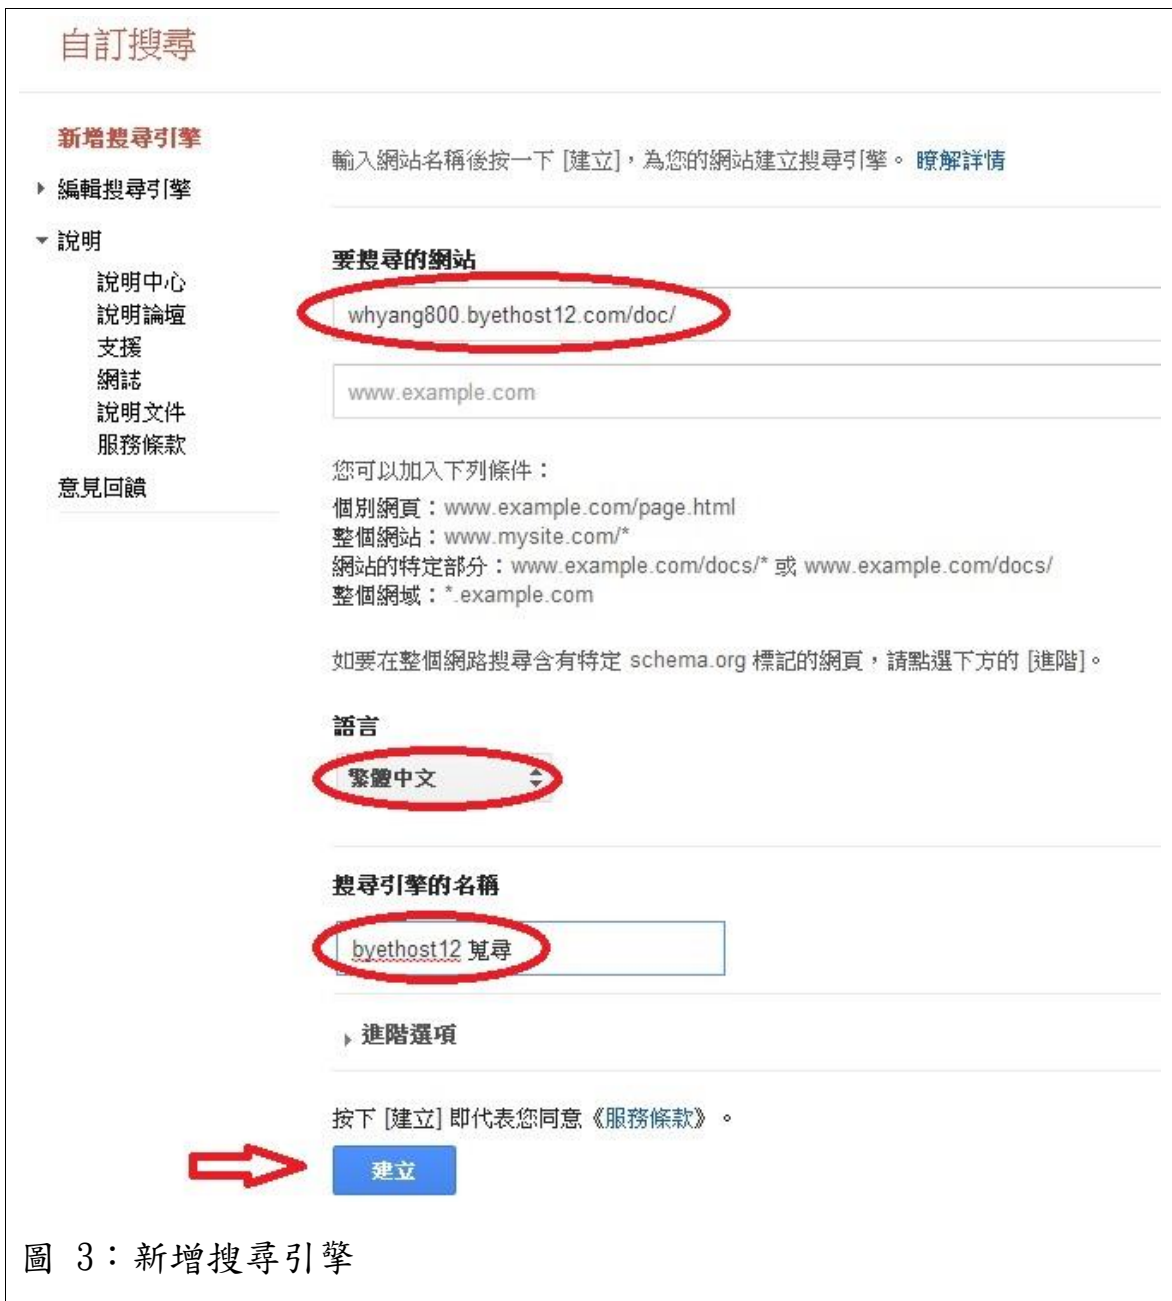 自訂搜尋
新增搜尋引擎
編輯搜尋引擎
說明
說明中心
說明論壇
支援
網誌
說明文件
服務條款
意見回饋
輸入網站名稱後按一下 [建立]，為您的網站建立搜尋引擎。 瞭解詳情
要搜尋的網站
whyang800.byethost12.com/doc/
www.example.com
您可以加入下列條件：
個別網頁：www.example.com/page.html
整個網站：www.mysite.com/*
網站的特定部分：www.example.com/docs/* 或 www.example.com/docs/
整個網域：*.example.com
如要在整個網路搜尋含有特定 schema.org 標記的網頁，請點選下方的 [進階]。
語言
繁體中文
搜尋引擎的名稱
byethost12 蒐尋
進階選項
按下 [建立] 即代表您同意《服務條款》。
建立
圖 3：新增搜尋引擎